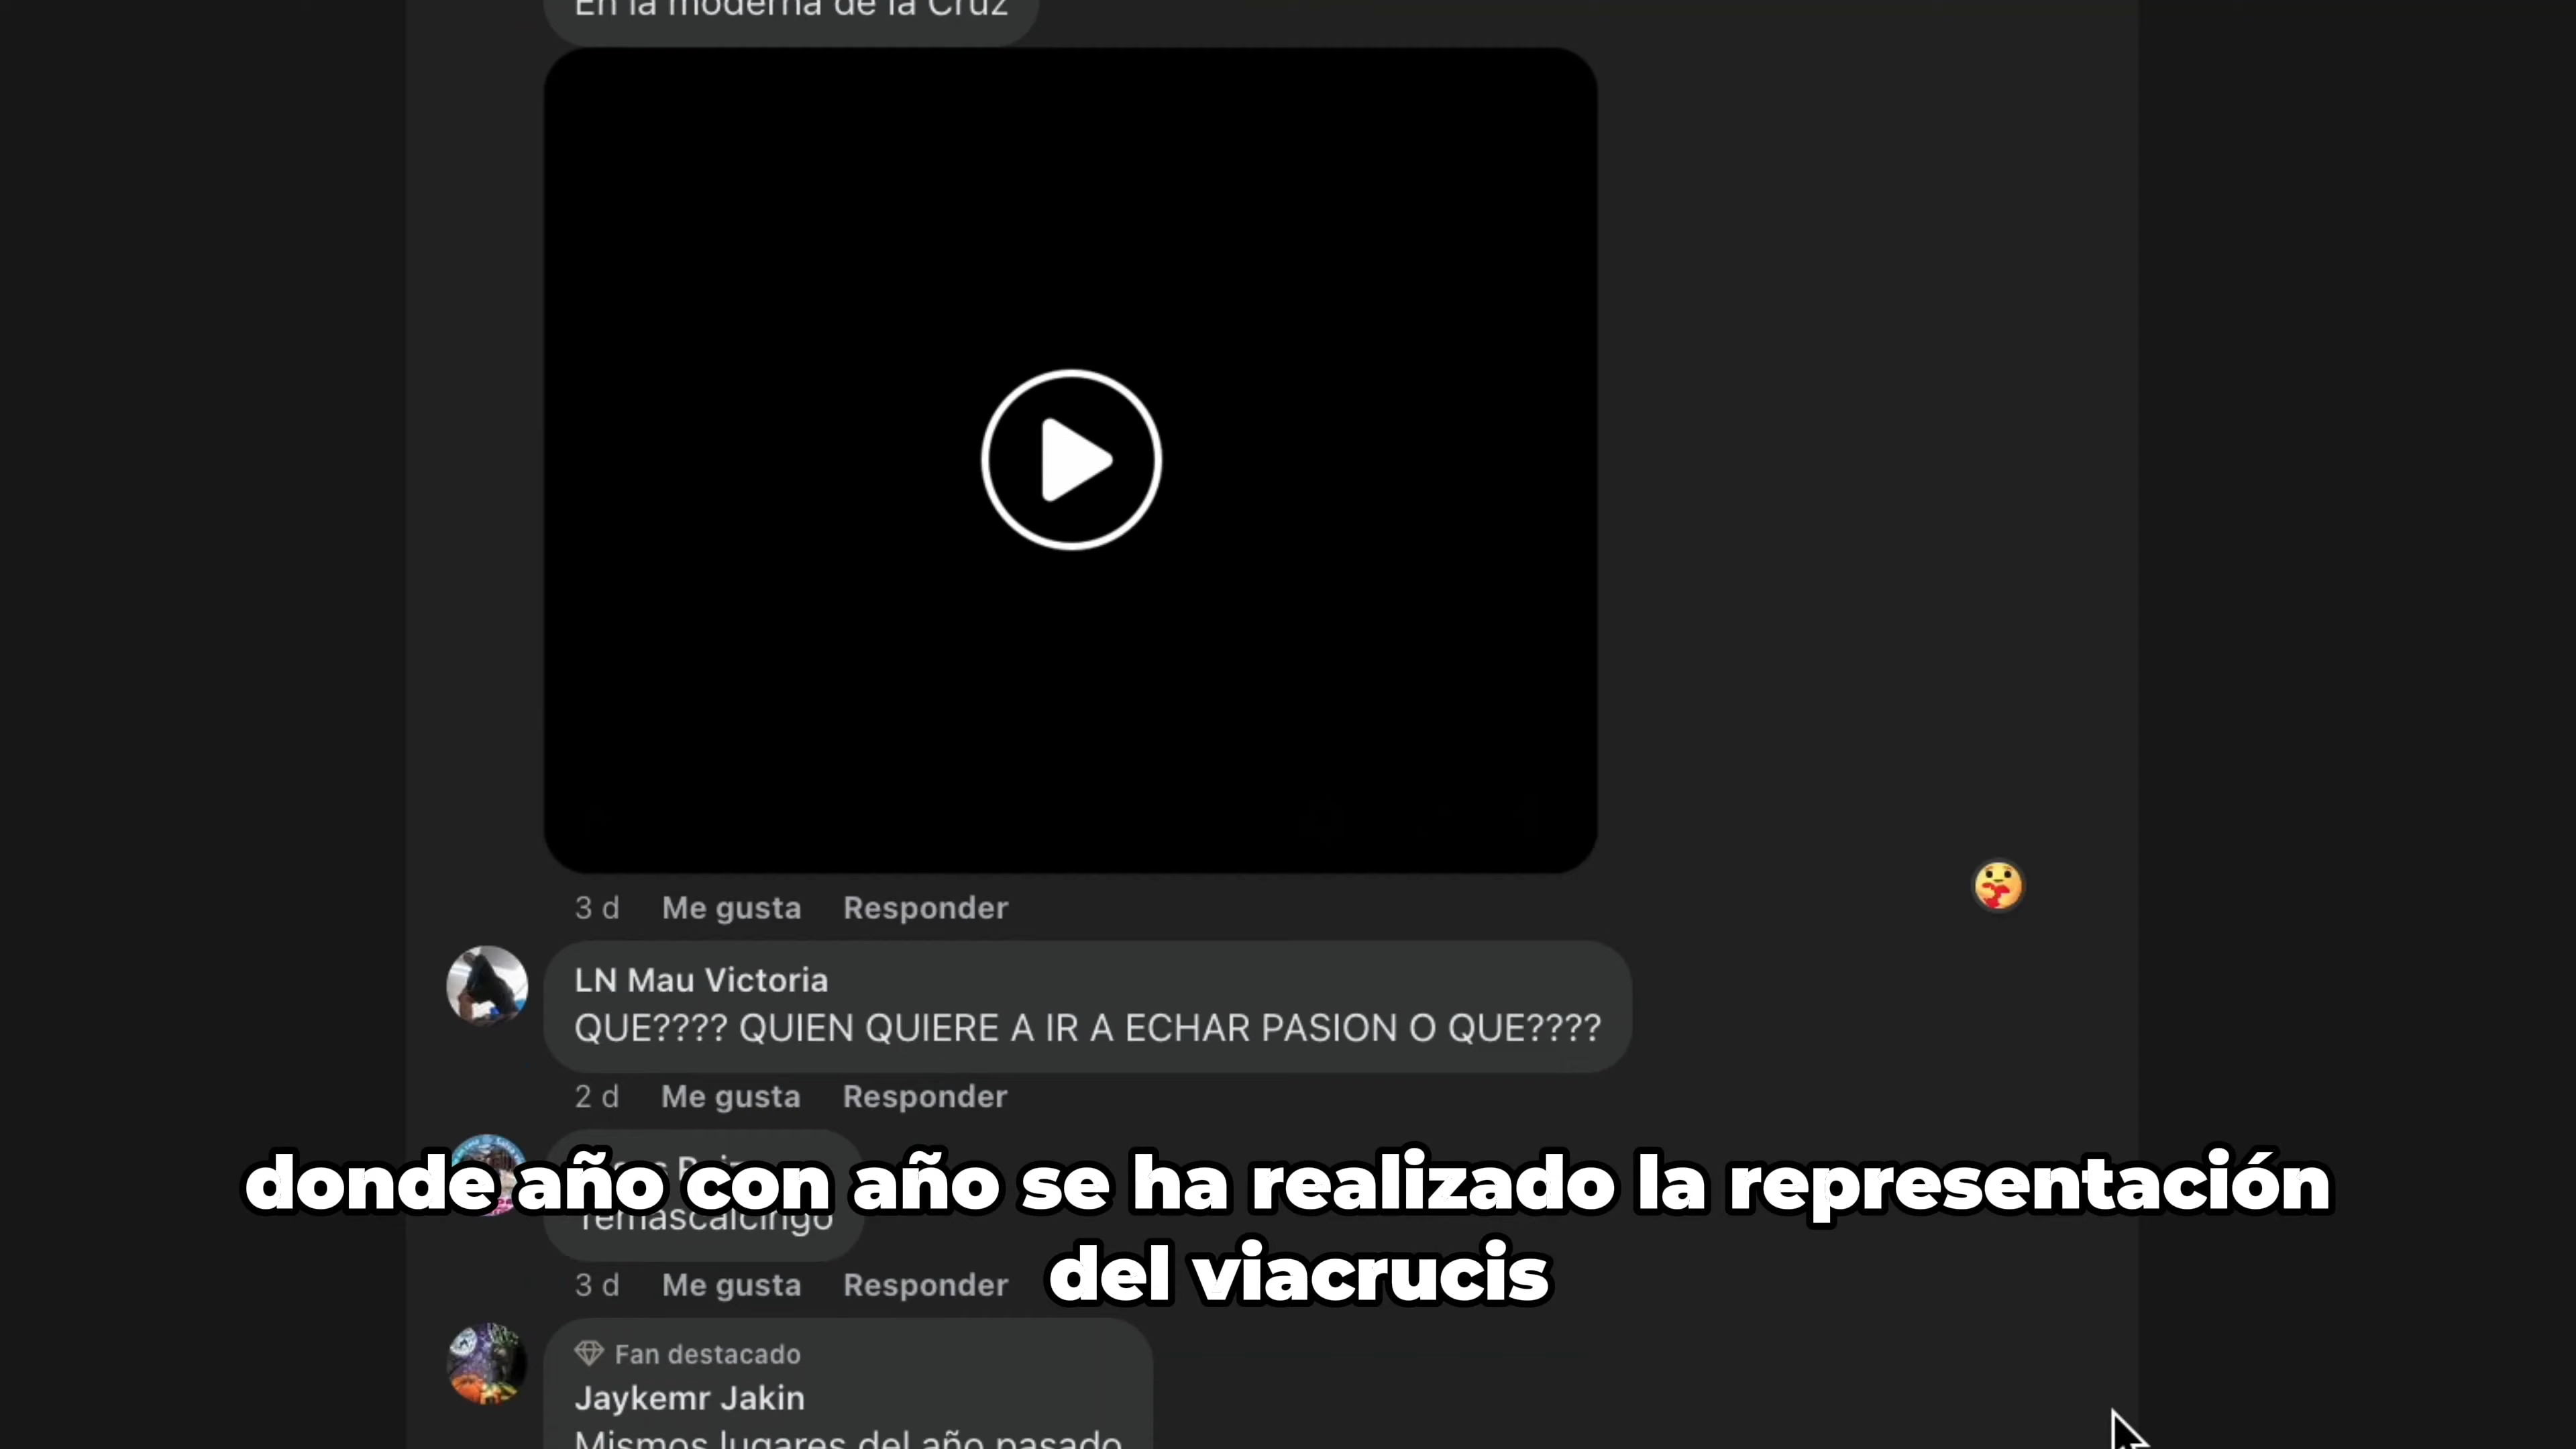 En la moderna de la Cruz
3 d Me gusta Responder
LN Mau Victoria
QUE???? QUIEN QUIERE A IR A ECHAR PASION O QUE????
2 d Me gusta Responder
donde año con año se ha realizado la representación
del viacrucis
3 d Me gusta Responder
Fan destacado
Jaykemr Jakin
Mismos lugares del año pasado